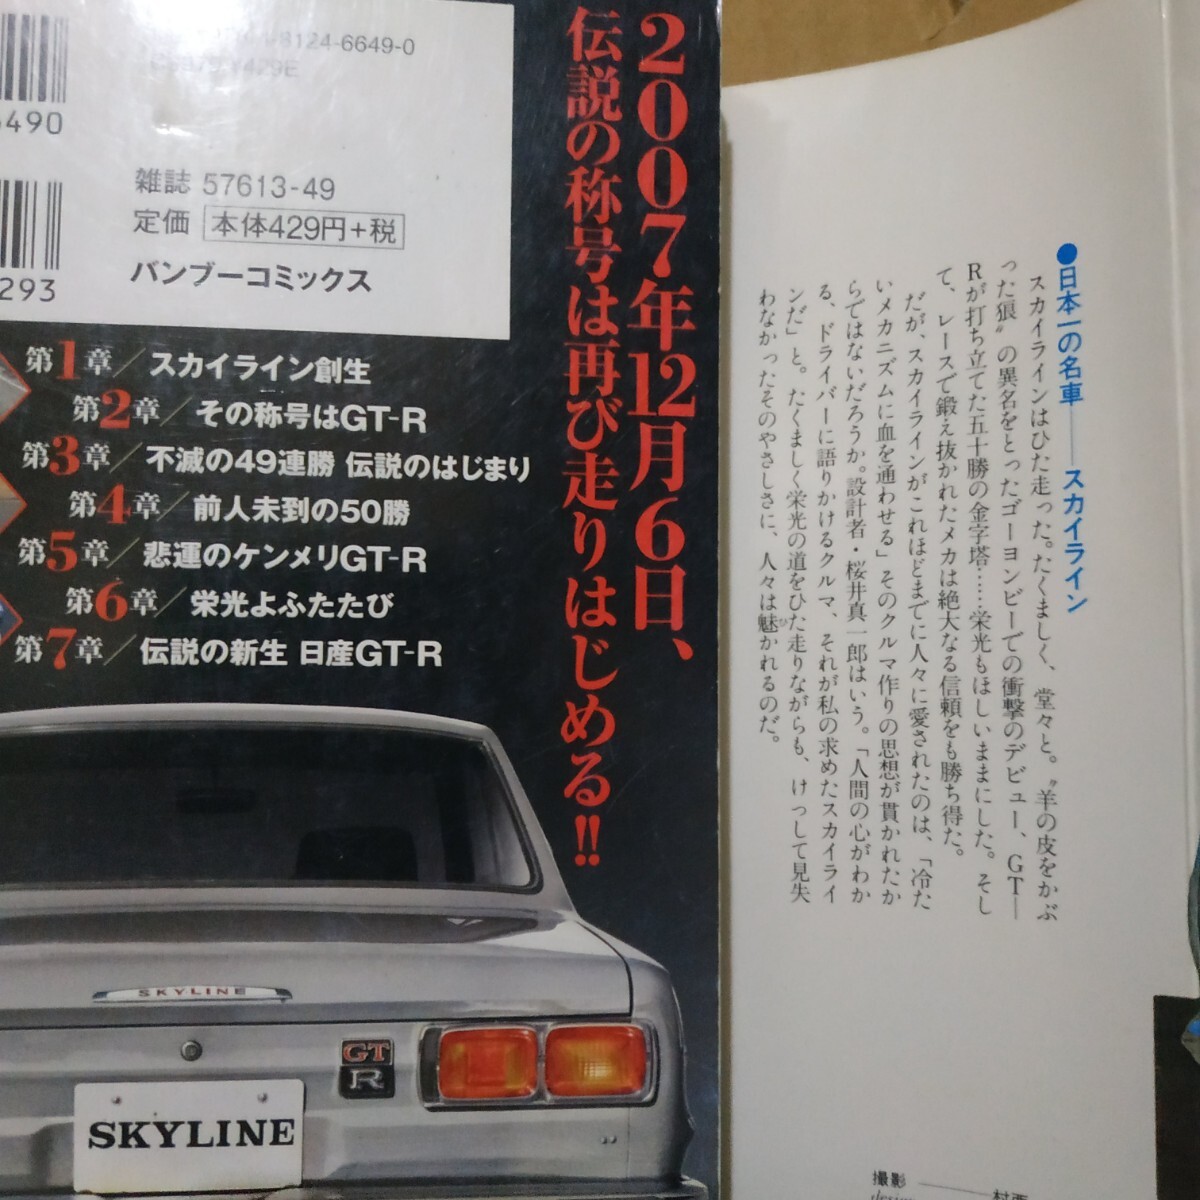 8124-6649-0
6490
雑誌 57613-49
定価 本体429円+税
バンブーコミックス
293
2007年12月6日、
伝説の称号は再び走りはじめる!!
第1章／スカイライン創生
第2章／その称号はGT-R
第3章／不滅の49連勝 伝説のはじまり
第4章／前人未到の50勝
第5章／悲運のケンメリGT-R
第6章／栄光よふたたび
第7章／伝説の新生 日産GT-R
SKYLINE
GT
R
SKYLINE
●日本一の名車――スカイライン
スカイラインはひた走った。たくましく、堂々と。〝羊の皮をかぶ
った狼〟の異名をとったゴーヨンビーでの衝撃のデビュー、GT―
Rが打ち立てた五十勝の金字塔……栄光もほしいままにした。そし
て、レースで鍛え抜かれたメカは絶大なる信頼をも勝ち得た。
だが、スカイラインがこれほどまでに人々に愛されたのは、「冷た
いメカニズムに血を通わせる」そのクルマ作りの思想が貫かれたか
らではないだろうか。設計者・桜井真一郎はいう。「人間の心がわか
る、ドライバーに語りかけるクルマ、それが私の求めたスカイライ
ンだ」と。たくましく栄光の道をひた走りながらも、けっして見失
わなかったそのやさしさに、人々は魅かれるのだ。
撮影――